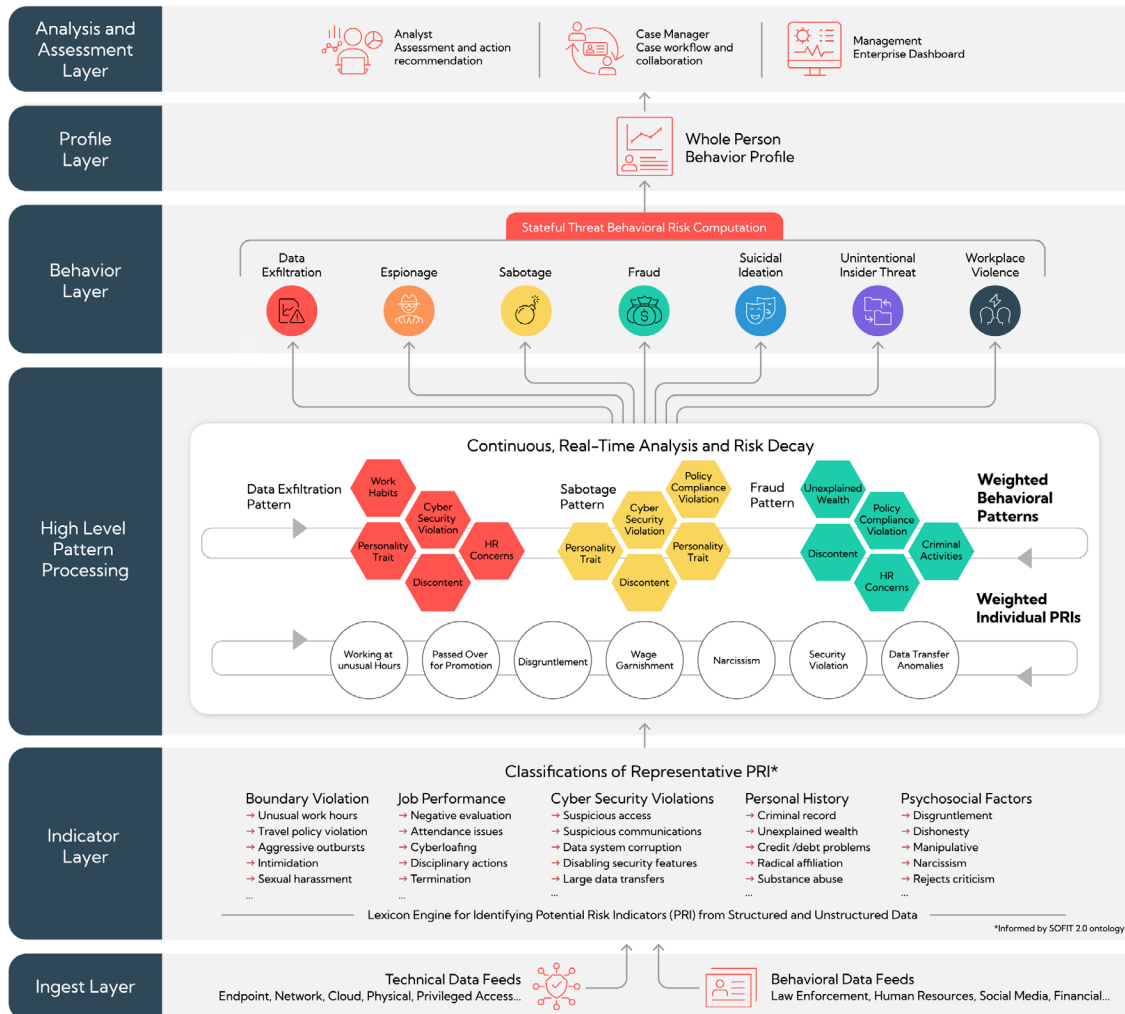 Analysis and
Assessment
Layer
Analyst
Assessment and action
recommendation
Case Manager
Case workflow and
collaboration
Management
Enterprise Dashboard
Profile
Layer
Whole Person
Behavior Profile
Behavior
Layer
Stateful Threat Behavioral Risk Computation
Data
Exfiltration
Espionage
Sabotage
Fraud
Suicidal
Ideation
Unintentional
Insider Threat
Workplace
Violence
High Level
Pattern
Processing
Continuous, Real-Time Analysis and Risk Decay
Data Exfiltration
Pattern
Work
Habits
Cyber
Security
Violation
Personality
Trait
HR
Concerns
Discontent
Sabotage
Pattern
Policy
Compliance
Violation
Cyber
Security
Violation
Personality
Trait
Personality
Trait
Discontent
Fraud
Pattern
Unexplained
Wealth
Policy
Compliance
Violation
Discontent
Criminal
Activities
HR
Concerns
Weighted
Behavioral
Patterns
Weighted
Individual PRIs
Working at
unusual Hours
Passed Over
for Promotion
Disgruntlement
Wage
Garnishment
Narcissism
Security
Violation
Data Transfer
Anomalies
Indicator
Layer
Classifications of Representative PRI*
Boundary Violation
→ Unusual work hours
→ Travel policy violation
→ Aggressive outbursts
→ Intimidation
→ Sexual harassment
...
Job Performance
→ Negative evaluation
→ Attendance issues
→ Cyberloafing
→ Disciplinary actions
→ Termination
...
Cyber Security Violations
→ Suspicious access
→ Suspicious communications
→ Data system corruption
→ Disabling security features
→ Large data transfers
...
Personal History
→ Criminal record
→ Unexplained wealth
→ Credit /debt problems
→ Radical affiliation
→ Substance abuse
...
Psychosocial Factors
→ Disgruntlement
→ Dishonesty
→ Manipulative
→ Narcissism
→ Rejects criticism
...
Lexicon Engine for Identifying Potential Risk Indicators (PRI) from Structured and Unstructured Data
*Informed by SOFIT 2.0 ontology
Ingest Layer
Technical Data Feeds
Endpoint, Network, Cloud, Physical, Privileged Access...
Behavioral Data Feeds
Law Enforcement, Human Resources, Social Media, Financial...